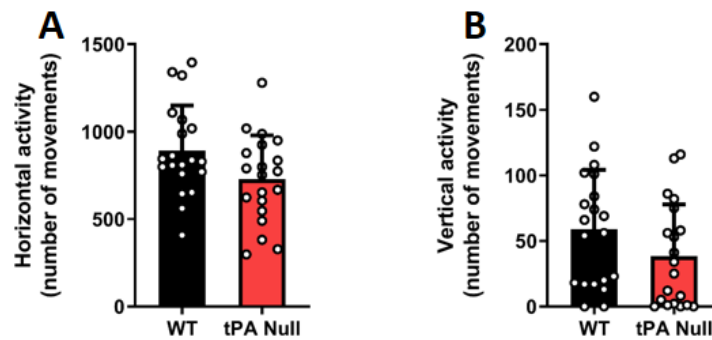 A
Horizontal activity
(number of movements)
1500
1000
500
0
WT
tPA Null
B
Vertical activity
(number of movements)
200
150
100
50
0
WT
tPA Null